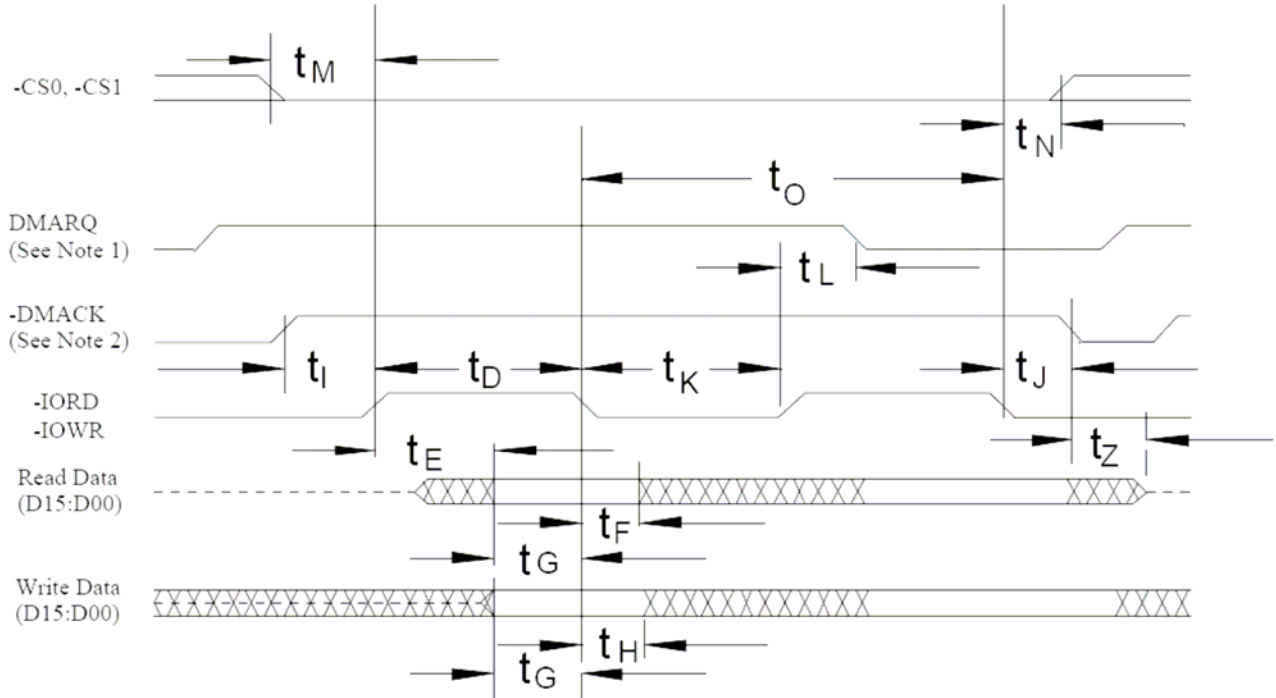 tM
-CS0, -CS1
tN
tO
DMARQ
(See Note 1)
tL
-DMACK
(See Note 2)
tI
tD
tK
tJ
-IORD
-IOWR
tE
tZ
Read Data
(D15:D00)
tF
tG
Write Data
(D15:D00)
tH
tG